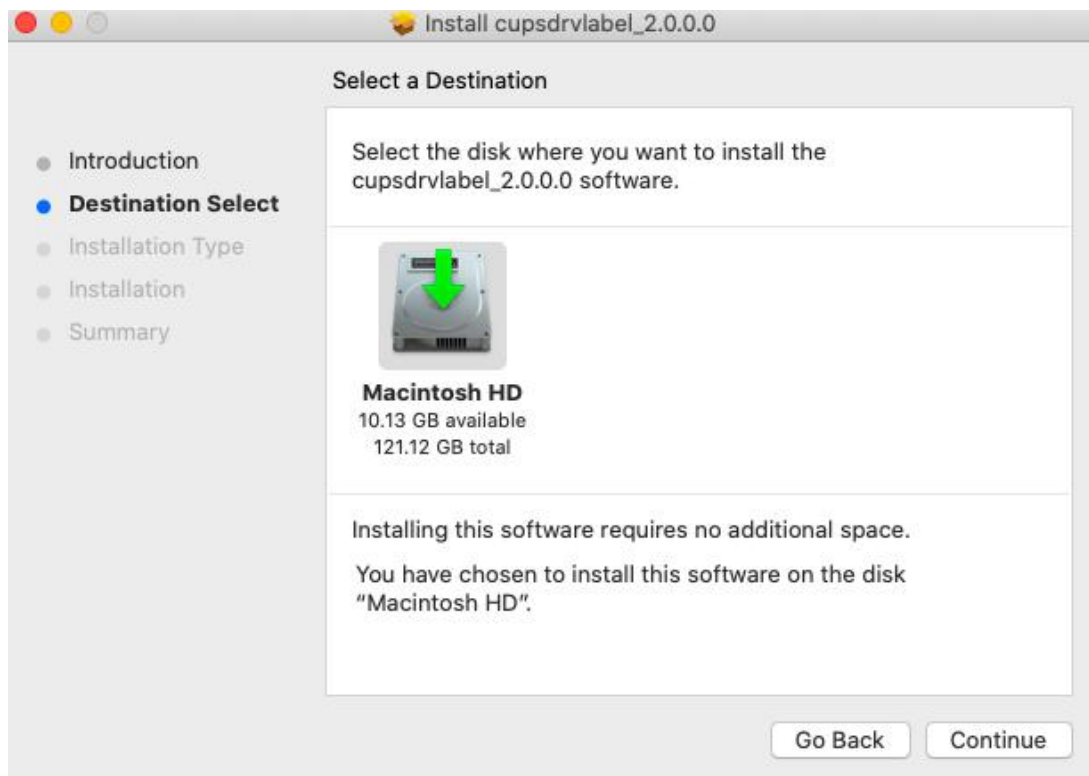 Install cupsdrvlabel_2.0.0.0
Select a Destination
Introduction
Destination Select
Installation Type
Installation
Summary
Select the disk where you want to install the
cupsdrvlabel_2.0.0.0 software.
Macintosh HD
10.13 GB available
121.12 GB total
Installing this software requires no additional space.
You have chosen to install this software on the disk
“Macintosh HD”.
Go Back
Continue